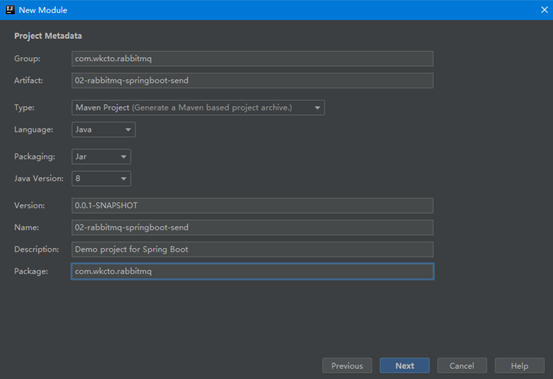 New Module
Project Metadata
Group: com.wkcto.rabbitmq
Artifact: 02-rabbitmq-springboot-send
Type: Maven Project (Generate a Maven based project archive.)
Language: Java
Packaging: Jar
Java Version: 8
Version: 0.0.1-SNAPSHOT
Name: 02-rabbitmq-springboot-send
Description: Demo project for Spring Boot
Package: com.wkcto.rabbitmq
Previous Next Cancel Help